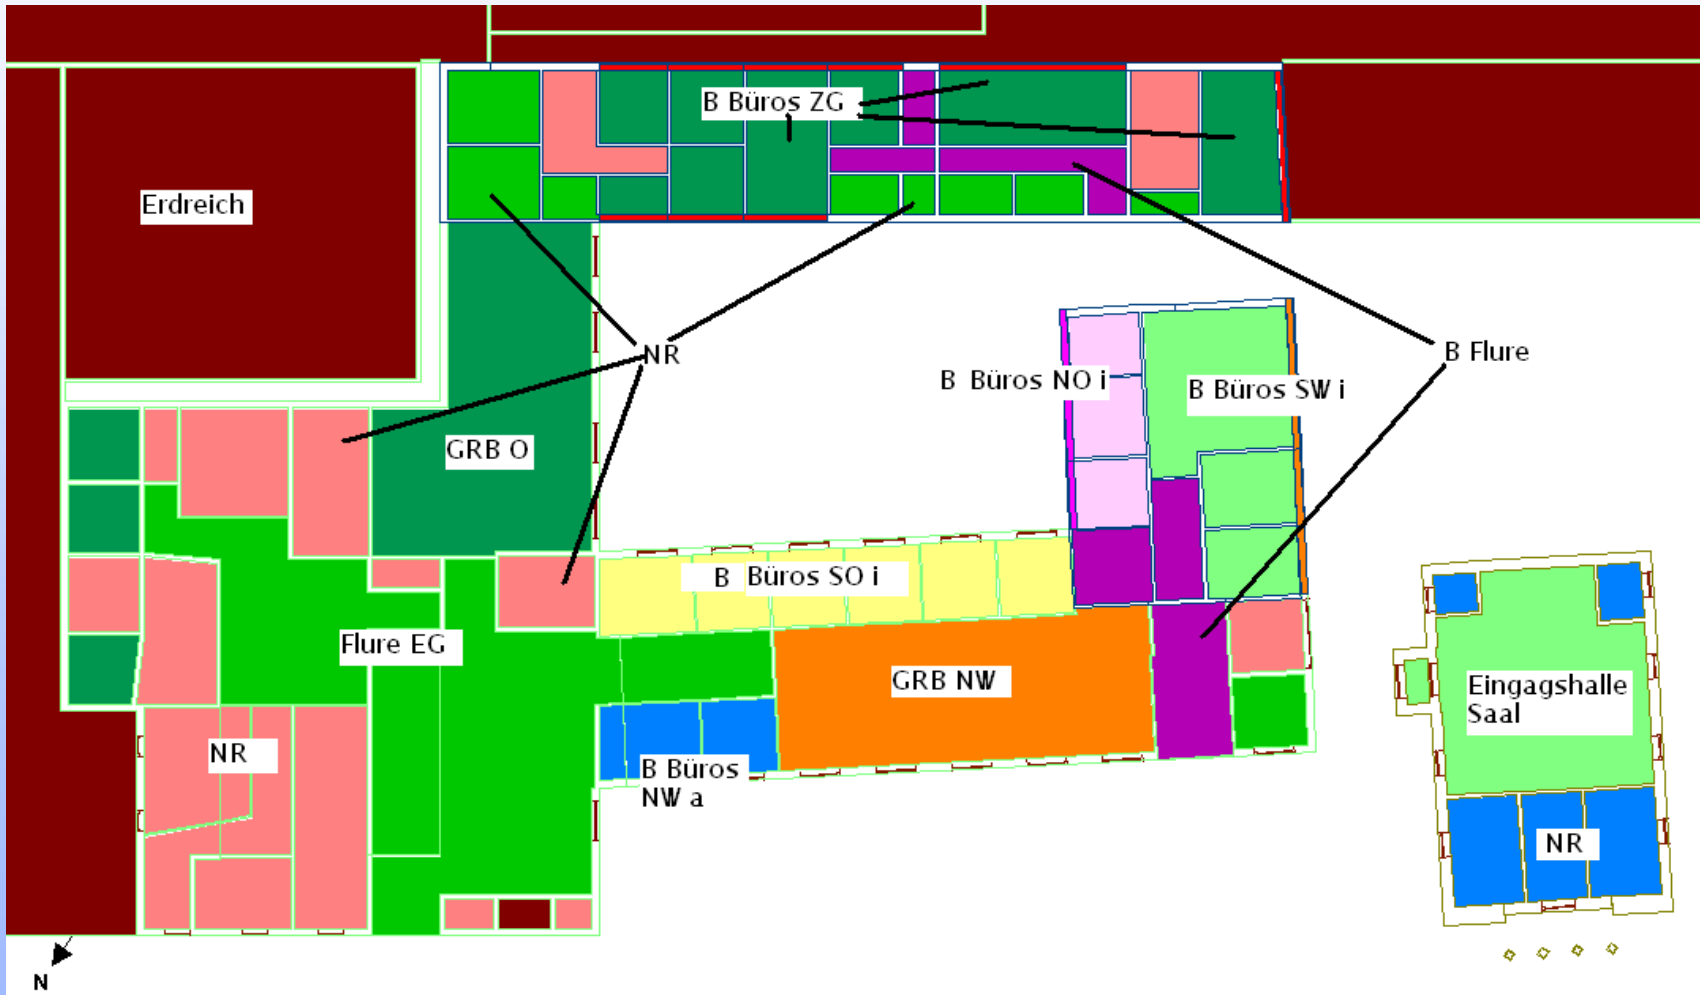 B Büros ZG
Erdreich
NR
B Flure
B Büros NO i
B Büros SW i
GRB O
B Büros SO i
Flure EG
GRB NW
Eingagshalle
Saal
NR
B Büros
NW a
NR
N